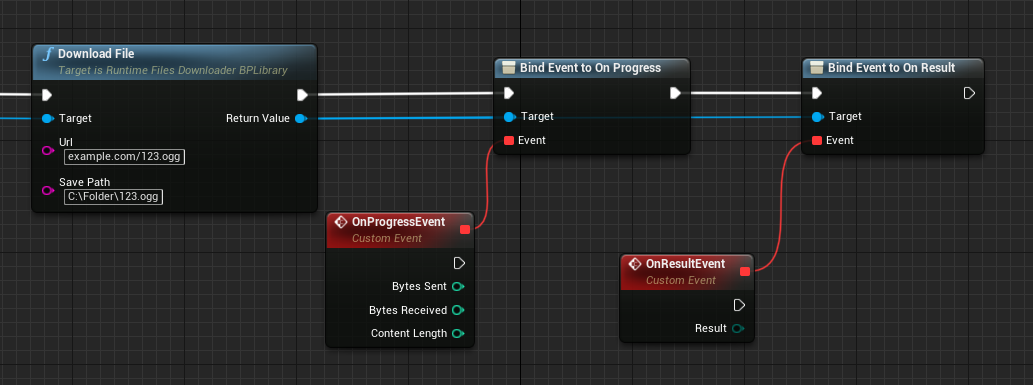 f Download File
Target is Runtime Files Downloader BPLibrary
Target
Return Value
Url
example.com/123.ogg
Save Path
C:\Folder\123.ogg
Bind Event to On Progress
Target
Event
Bind Event to On Result
Target
Event
OnProgressEvent
Custom Event
Bytes Sent
Bytes Received
Content Length
OnResultEvent
Custom Event
Result